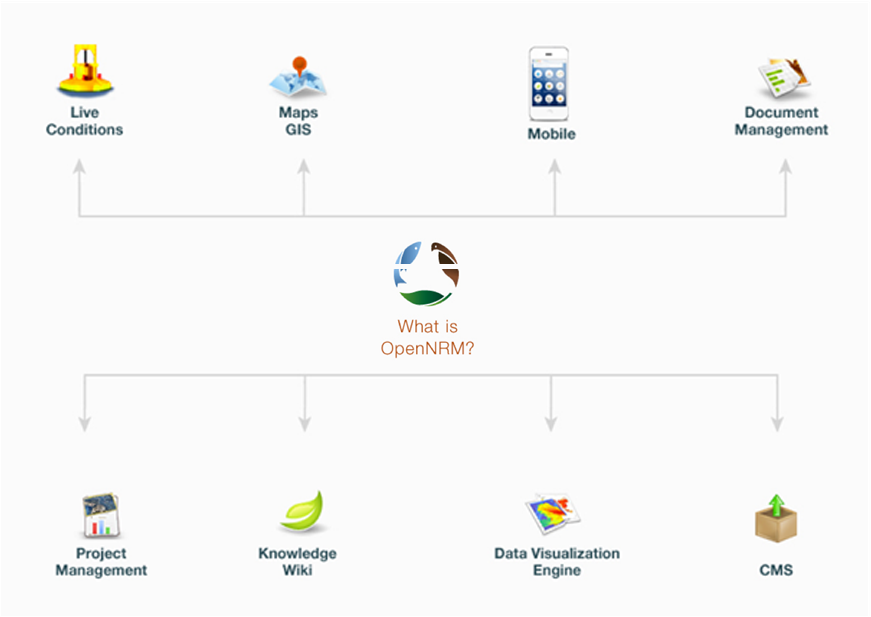 Live
Conditions
Maps
GIS
Mobile
Document
Management
What is
OpenNRM?
Project
Management
Knowledge
Wiki
Data Visualization
Engine
CMS